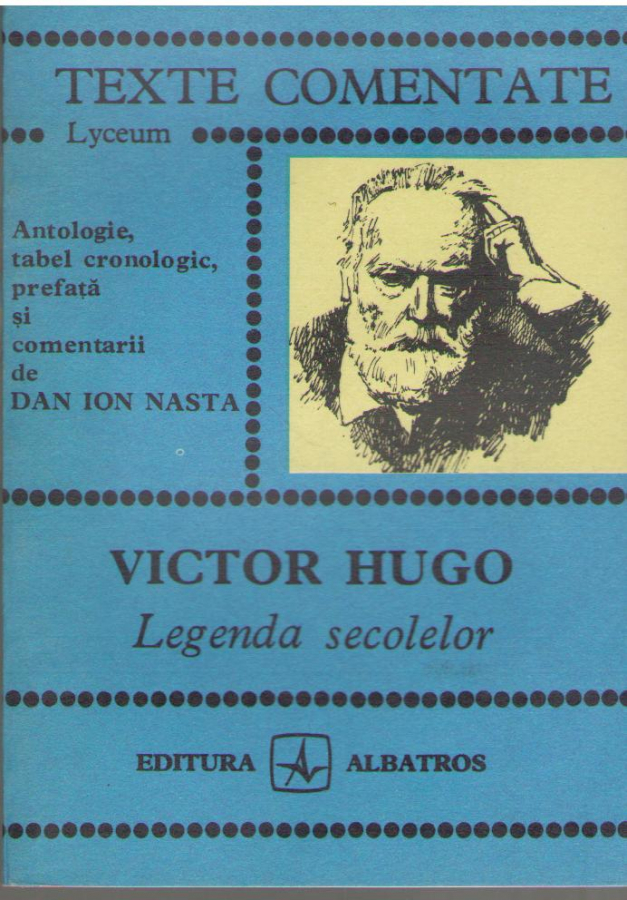 TEXTE COMENTATE
Lyceum
Antologie,
tabel cronologic,
prefață
și
comentarii
de
DAN ION NASTA
VICTOR HUGO
Legenda secolelor
EDITURA ALBATROS